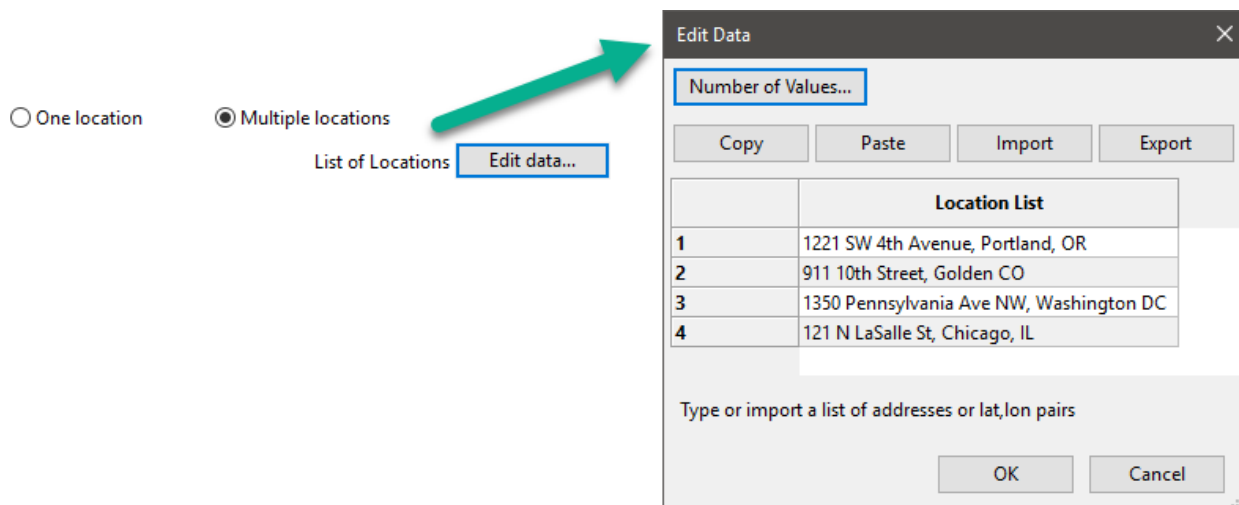 One location
Multiple locations
List of Locations
Edit data...
Edit Data
Number of Values...
Copy
Paste
Import
Export
Location List
1 1221 SW 4th Avenue, Portland, OR
2 911 10th Street, Golden CO
3 1350 Pennsylvania Ave NW, Washington DC
4 121 N LaSalle St, Chicago, IL
Type or import a list of addresses or lat,lon pairs
OK
Cancel